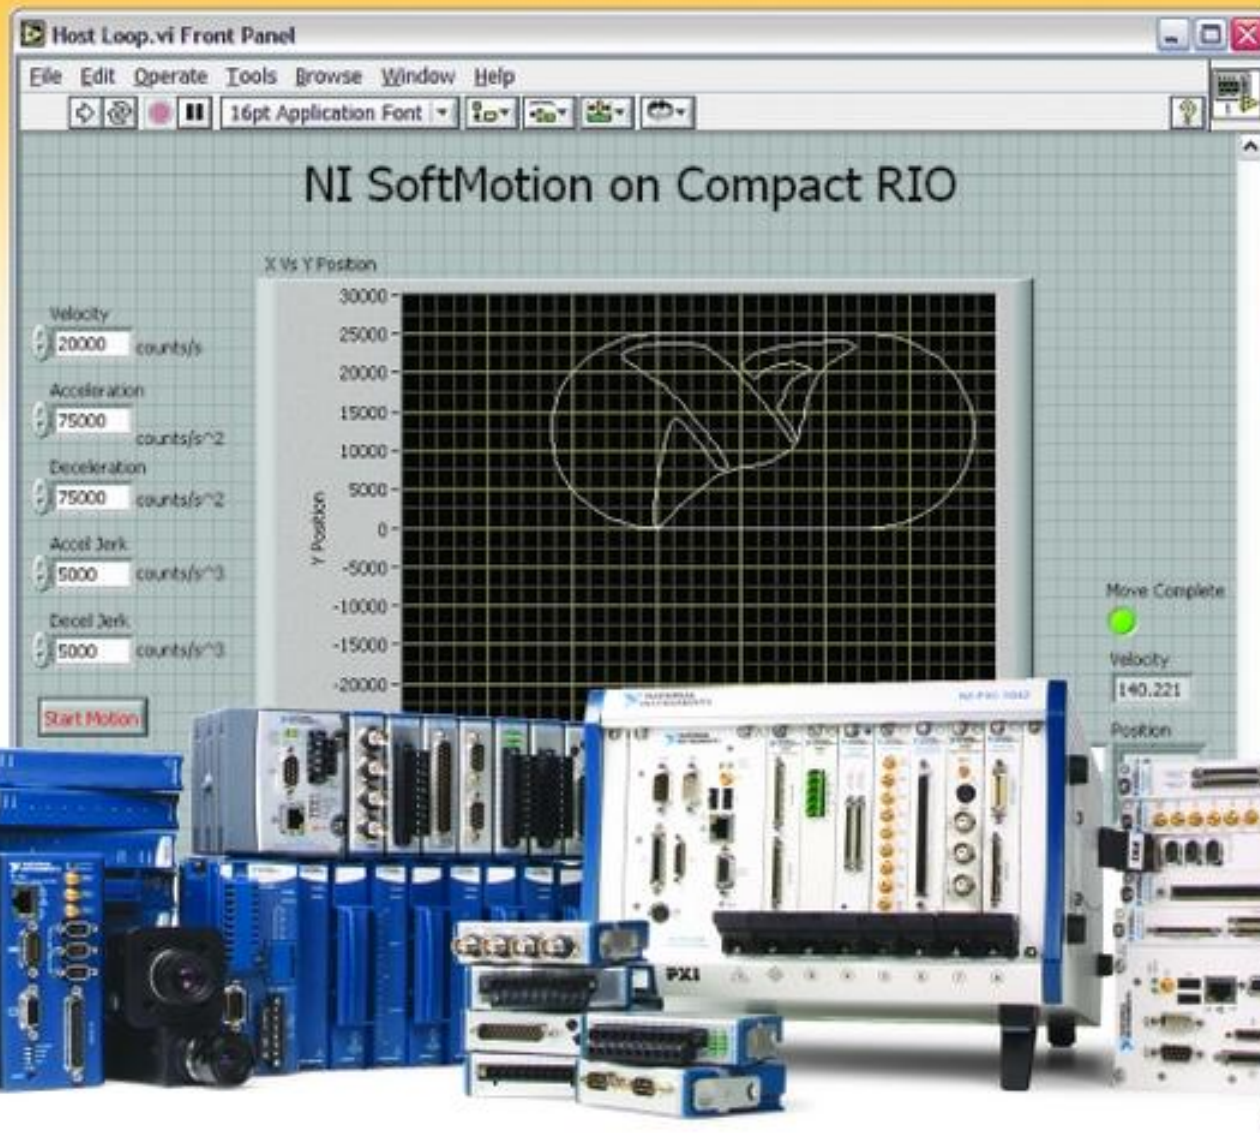 Host Loop.vi Front Panel
File Edit Operate Tools Browse Window Help
16pt Application Font
NI SoftMotion on Compact RIO
X Vs Y Position
Velocity
20000 counts/s
Acceleration
75000
counts/s^2
Deceleration
75000 counts/s^2
Accel Jerk
5000 counts/s^3
Decel Jerk
5000 counts/s^3
Start Motion
Y Position
30000
25000
20000
15000
10000
5000
0
-5000
-10000
-15000
-20000
Move Complete
Velocity
140.221
Position
NATIONAL
INSTRUMENTS
PXI